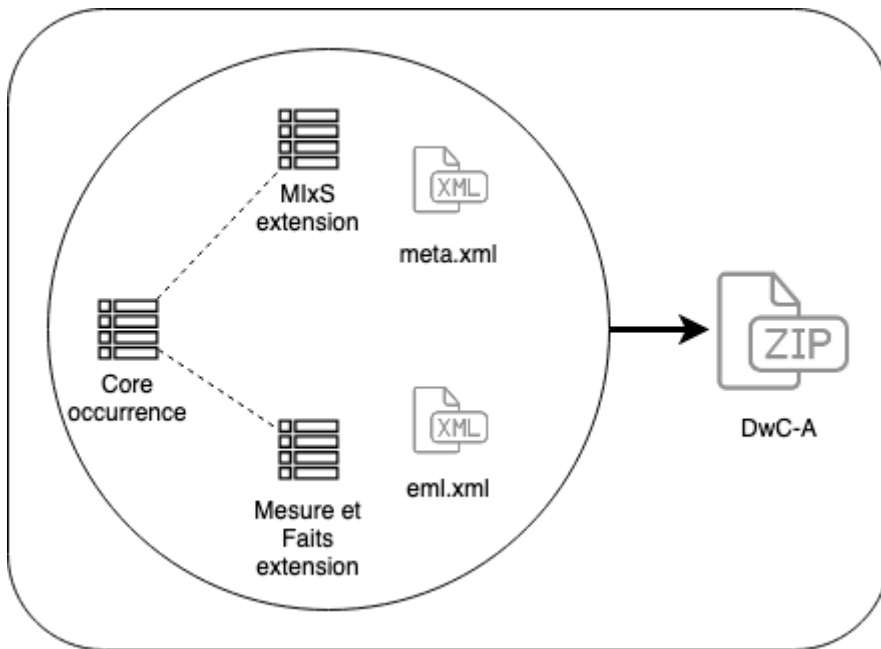 MIxS
extension
XML
meta.xml
Core
occurrence
ZIP
DwC-A
XML
eml.xml
Mesure et
Faits
extension